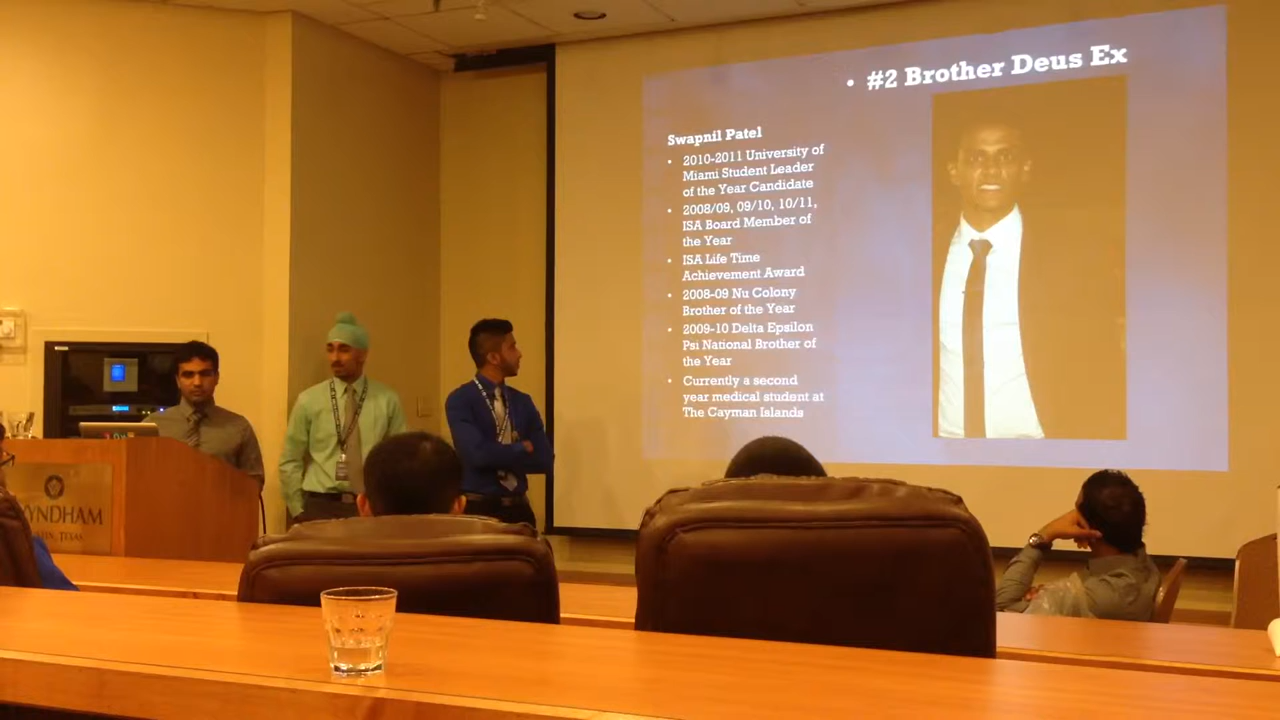 • #2 Brother Deus Ex
Swapnil Patel
• 2010-2011 University of
Miami Student Leader
of the Year Candidate
• 2008/09, 09/10, 10/11,
ISA Board Member of
the Year
• ISA Life Time
Achievement Award
• 2008-09 Nu Colony
Brother of the Year
• 2009-10 Delta Epsilon
Psi National Brother of
the Year
• Currently a second
year medical student at
The Cayman Islands
WYNDHAM
TEXAS